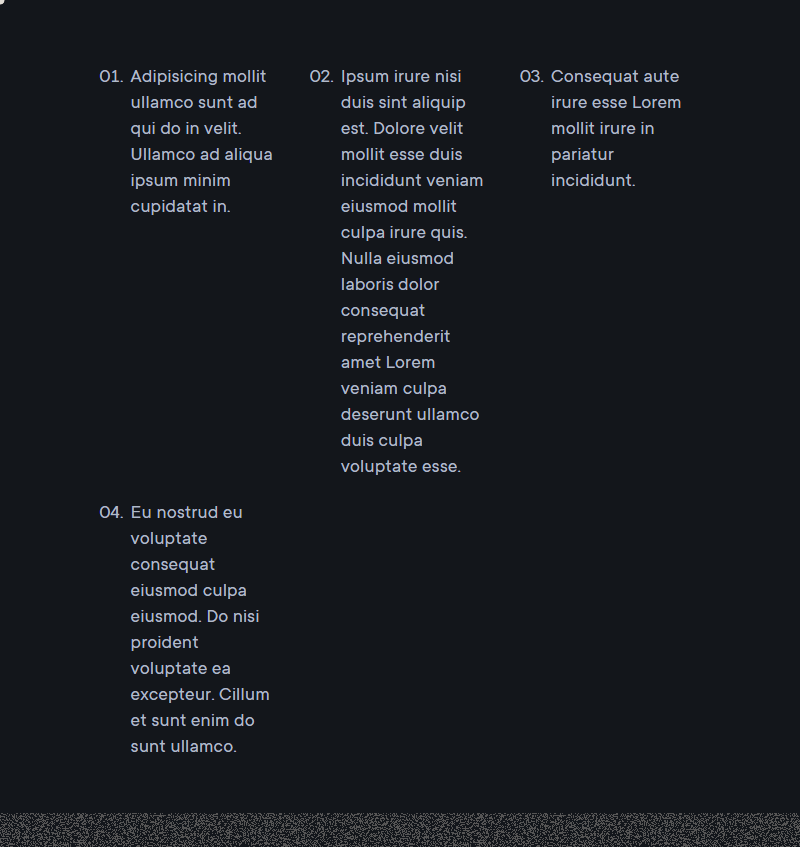 01. Adipisicing mollit
ullamco sunt ad
qui do in velit.
Ullamco ad aliqua
ipsum minim
cupidatat in.
02. Ipsum irure nisi
duis sint aliquip
est. Dolore velit
mollit esse duis
incididunt veniam
eiusmod mollit
culpa irure quis.
Nulla eiusmod
laboris dolor
consequat
reprehenderit
amet Lorem
veniam culpa
deserunt ullamco
duis culpa
voluptate esse.
03. Consequat aute
irure esse Lorem
mollit irure in
pariatur
incididunt.
04. Eu nostrud eu
voluptate
consequat
eiusmod culpa
eiusmod. Do nisi
proident
voluptate ea
excepteur. Cillum
et sunt enim do
sunt ullamco.